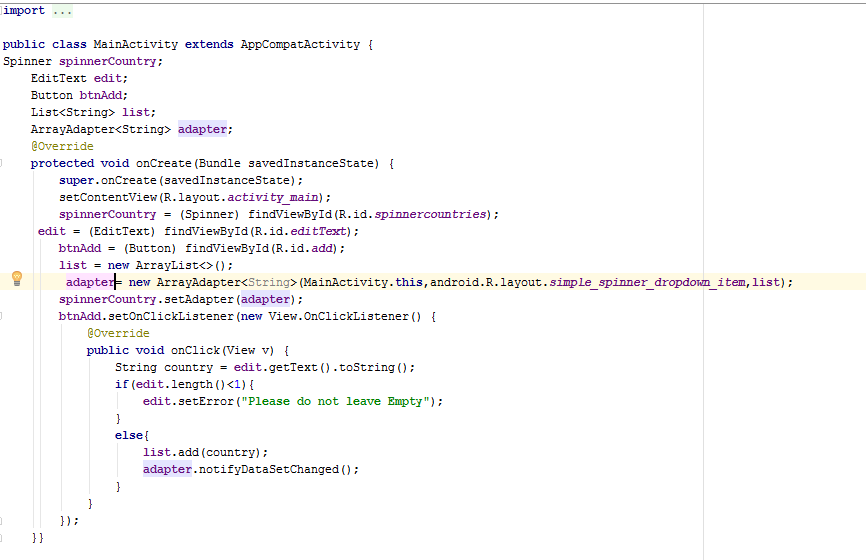 import ...
public class MainActivity extends AppCompatActivity {
Spinner spinnerCountry;
EditText edit;
Button btnAdd;
List<String> list;
ArrayAdapter<String> adapter;
@Override
protected void onCreate(Bundle savedInstanceState) {
super.onCreate(savedInstanceState);
setContentView(R.layout.activity_main);
spinnerCountry = (Spinner) findViewById(R.id.spinnercountries);
edit = (EditText) findViewById(R.id.editText);
btnAdd = (Button) findViewById(R.id.add);
list = new ArrayList<>();
adapter= new ArrayAdapter<String>(MainActivity.this,android.R.layout.simple_spinner_dropdown_item,list);
spinnerCountry.setAdapter(adapter);
btnAdd.setOnClickListener(new View.OnClickListener() {
@Override
public void onClick(View v) {
String country = edit.getText().toString();
if(edit.length()<1){
edit.setError("Please do not leave Empty");
}
else{
list.add(country);
adapter.notifyDataSetChanged();
}
}
});
}}